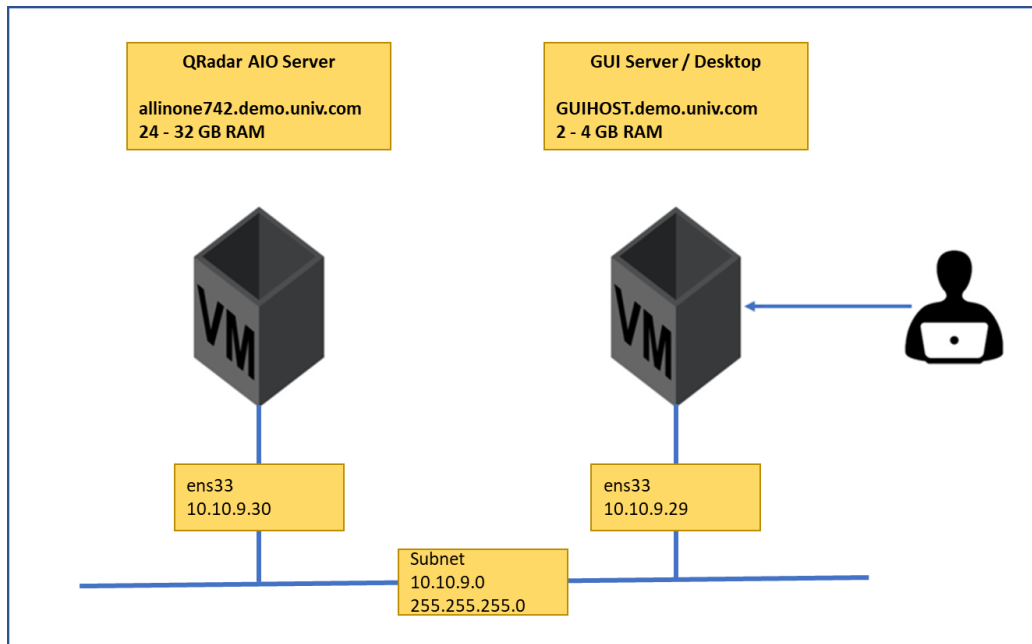 QRadar AIO Server
allinone742.demo.univ.com
24 - 32 GB RAM
GUI Server / Desktop
GUIHOST.demo.univ.com
2 - 4 GB RAM
VM
VM
ens33
10.10.9.30
ens33
10.10.9.29
Subnet
10.10.9.0
255.255.255.0